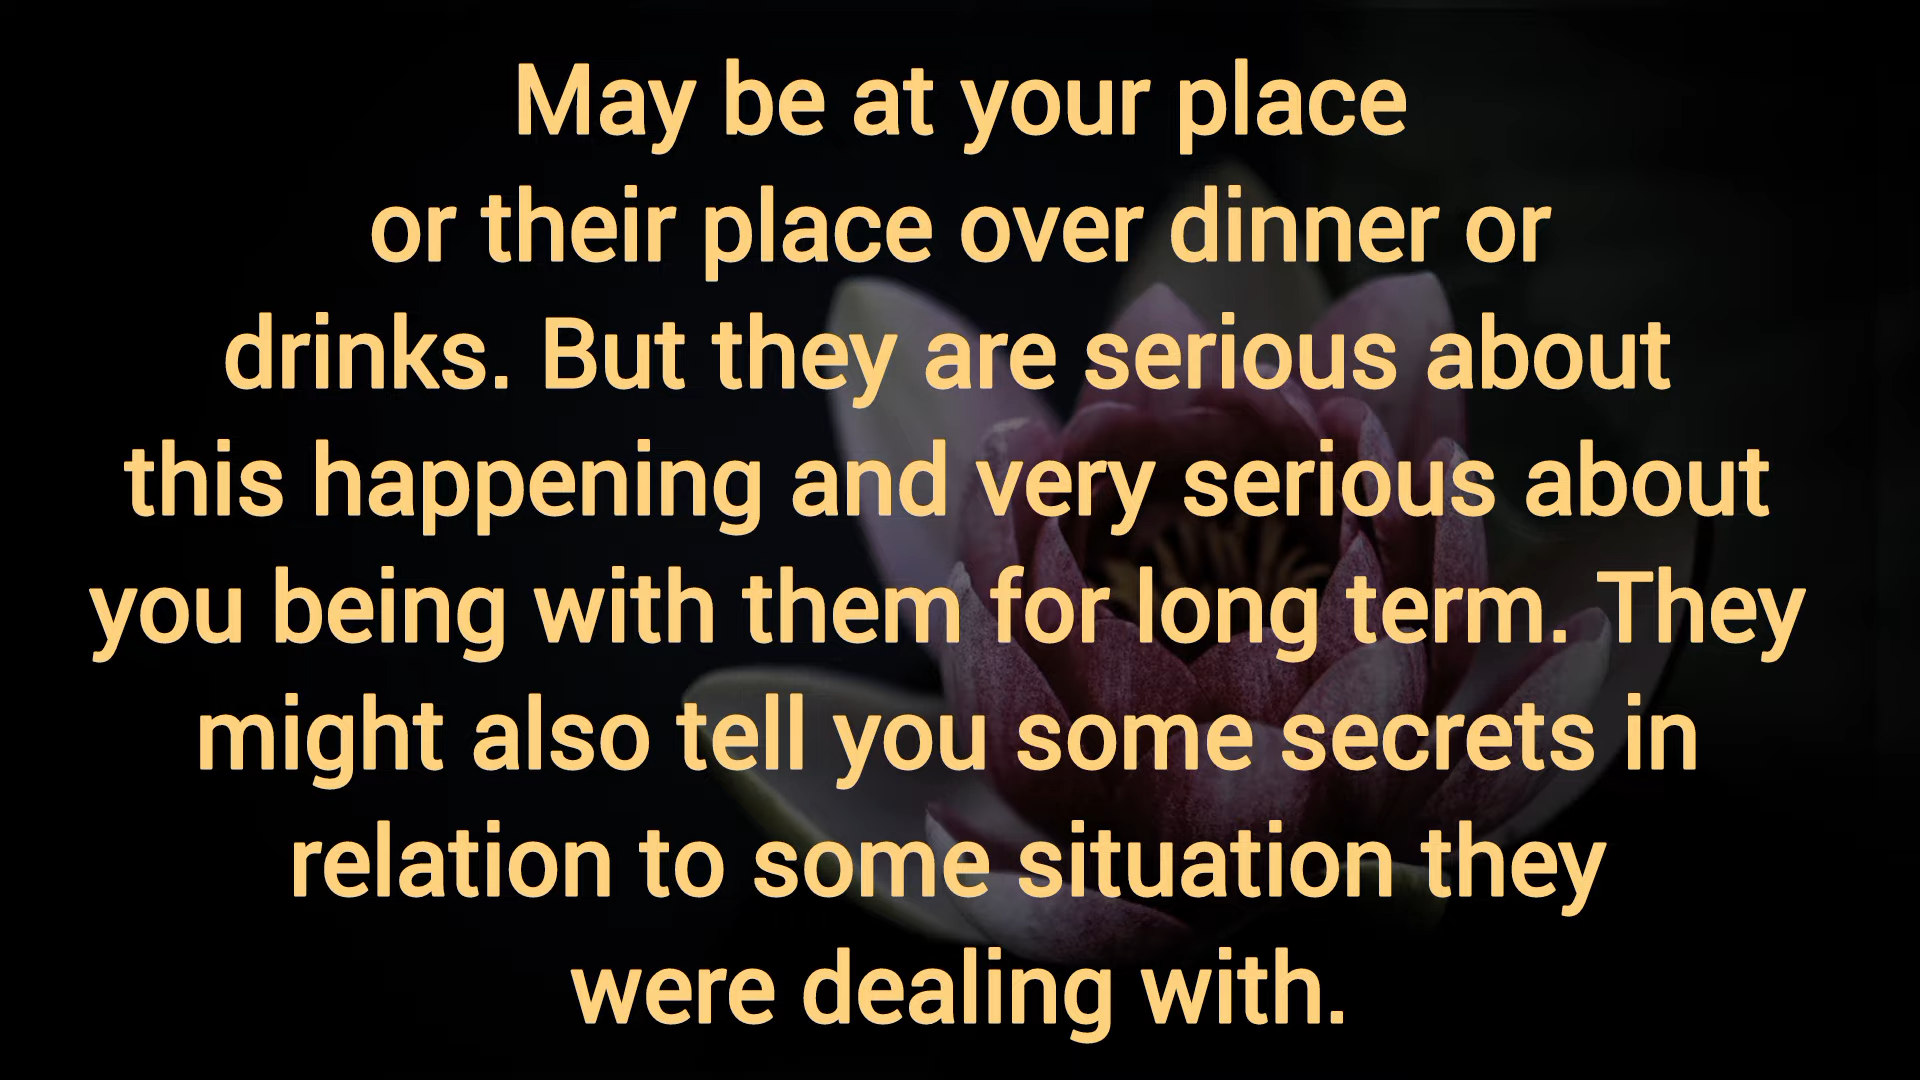 May be at your place
or their place over dinner or
drinks. But they are serious about
this happening and very serious about
you being with them for long term. They
might also tell you some secrets in
relation to some situation they
were dealing with.